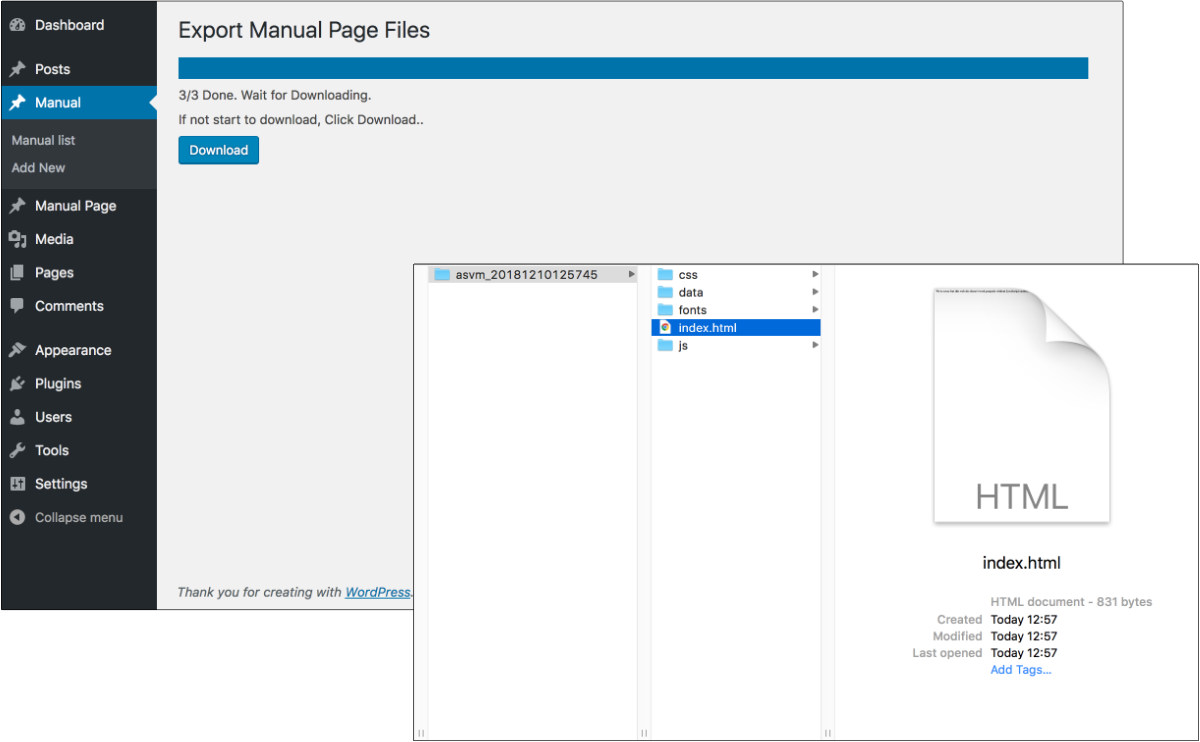 Dashboard
Posts
Manual
Manual list
Add New
Manual Page
Media
Pages
Comments
Appearance
Plugins
Users
Tools
Settings
Collapse menu
Export Manual Page Files
3/3 Done. Wait for Downloading.
If not start to download, Click Download..
Download
Thank you for creating with WordPress.
asvm_20181210125745
css
data
fonts
index.html
js
HTML
index.html
HTML document - 831 bytes
Created Today 12:57
Modified Today 12:57
Last opened Today 12:57
Add Tags...